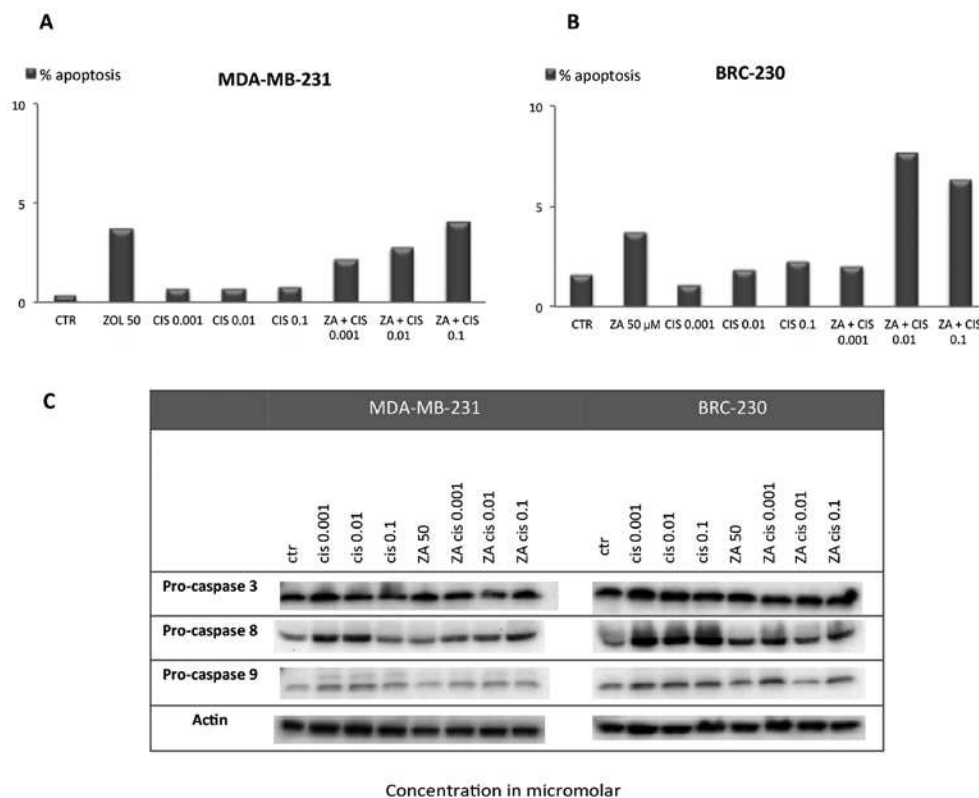 A
% apoptosis
MDA-MB-231
10
5
0
CTR ZOL 50 CIS 0.001 CIS 0.01 CIS 0.1 ZA + CIS ZA + CIS ZA + CIS
0.001 0.01 0.1
B
% apoptosis
BRC-230
10
5
0
CTR ZA 50 µM CIS 0.001 CIS 0.01 CIS 0.1 ZA + CIS ZA + CIS ZA + CIS
0.001 0.01 0.1
C
MDA-MB-231 BRC-230
ctr cis 0.001 cis 0.01 cis 0.1 ZA 50 ZA cis 0.001 ZA cis 0.01 ZA cis 0.1 ctr cis 0.001 cis 0.01 cis 0.1 ZA 50 ZA cis 0.001 ZA cis 0.01 ZA cis 0.1
Pro-caspase 3
Pro-caspase 8
Pro-caspase 9
Actin
Concentration in micromolar